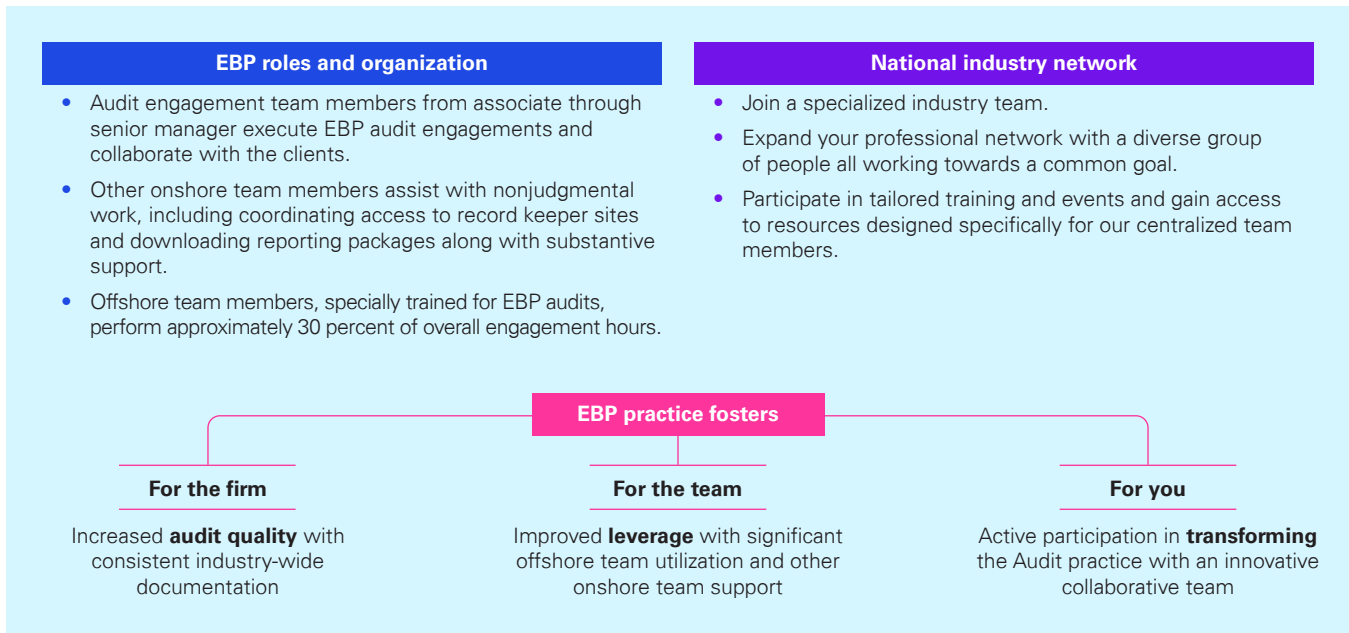 EBP roles and organization
• Audit engagement team members from associate through
senior manager execute EBP audit engagements and
collaborate with the clients.
• Other onshore team members assist with nonjudgmental
work, including coordinating access to record keeper sites
and downloading reporting packages along with substantive
support.
• Offshore team members, specially trained for EBP audits,
perform approximately 30 percent of overall engagement hours.
National industry network
• Join a specialized industry team.
• Expand your professional network with a diverse group
of people all working towards a common goal.
• Participate in tailored training and events and gain access
to resources designed specifically for our centralized team
members.
EBP practice fosters
For the firm
Increased audit quality with
consistent industry-wide
documentation
For the team
Improved leverage with significant
offshore team utilization and other
onshore team support
For you
Active participation in transforming
the Audit practice with an innovative
collaborative team